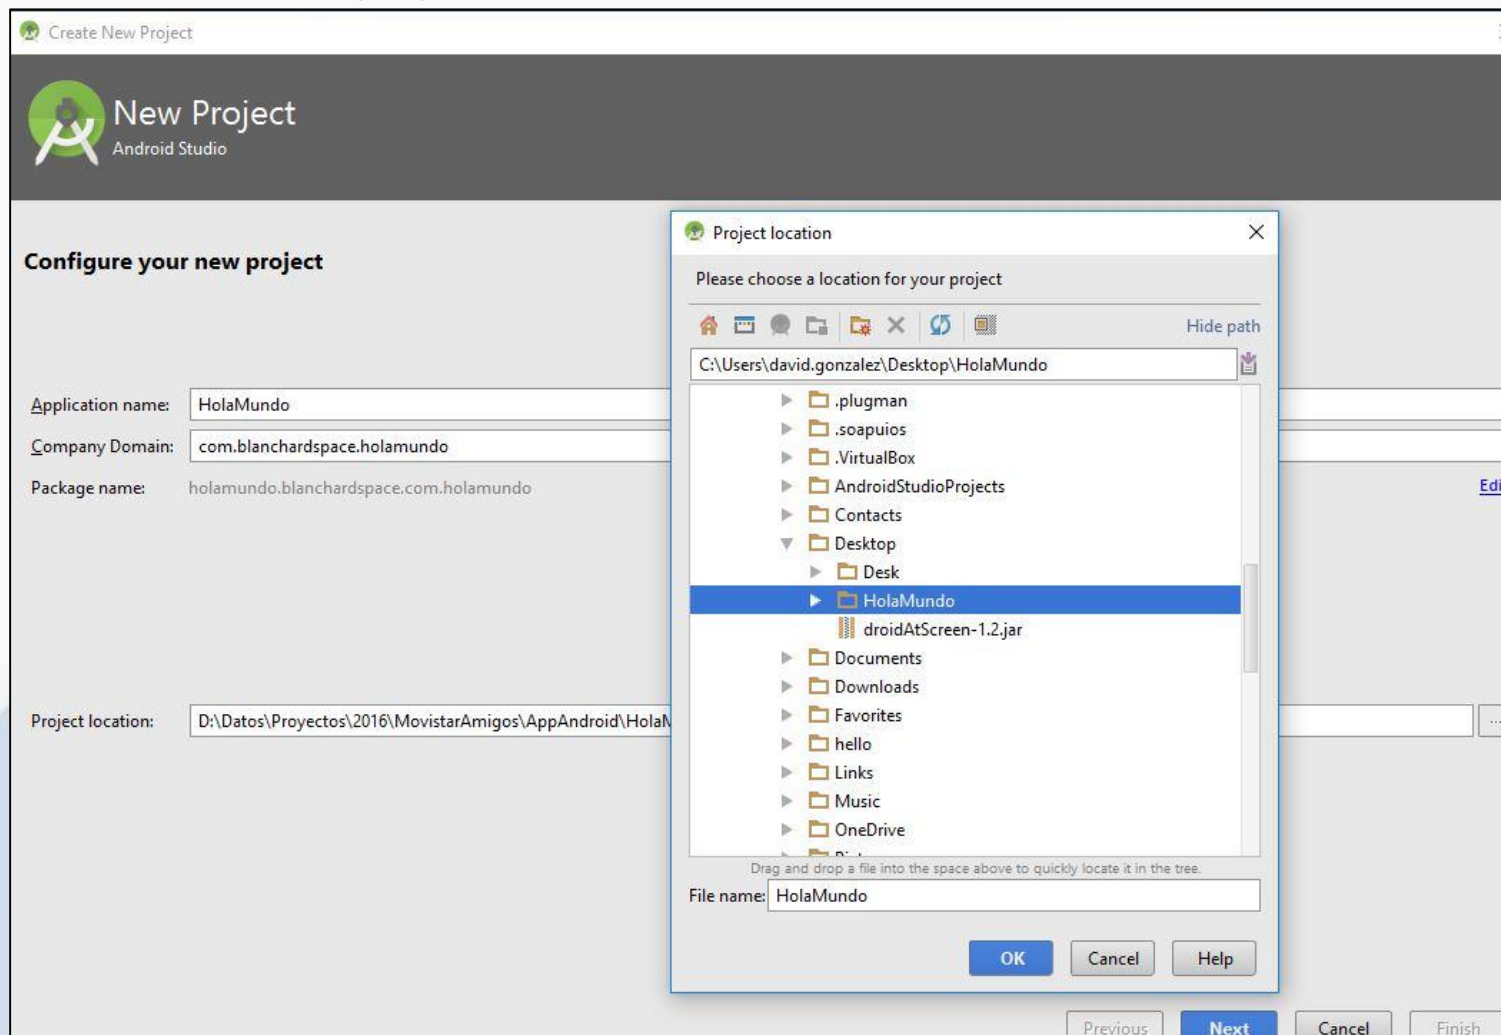 Create New Project
New Project
Android Studio
Configure your new project
Application name: HolaMundo
Company Domain: com.blanchardspace.holamundo
Package name: holamundo.blanchardspace.com.holamundo
Project location: D:\Datos\Proyectos\2016\MovistarAmigos\AppAndroid\Hola
...
Project location
Please choose a location for your project
Hide path
C:\Users\david.gonzalez\Desktop\HolaMundo
.plugman
.soapuios
.VirtualBox
AndroidStudioProjects
Contacts
Desktop
Desk
HolaMundo
droidAtScreen-1.2.jar
Documents
Downloads
Favorites
hello
Links
Music
OneDrive
Drag and drop a file into the space above to quickly locate it in the tree.
File name: HolaMundo
OK Cancel Help
Previous Next Cancel Finish